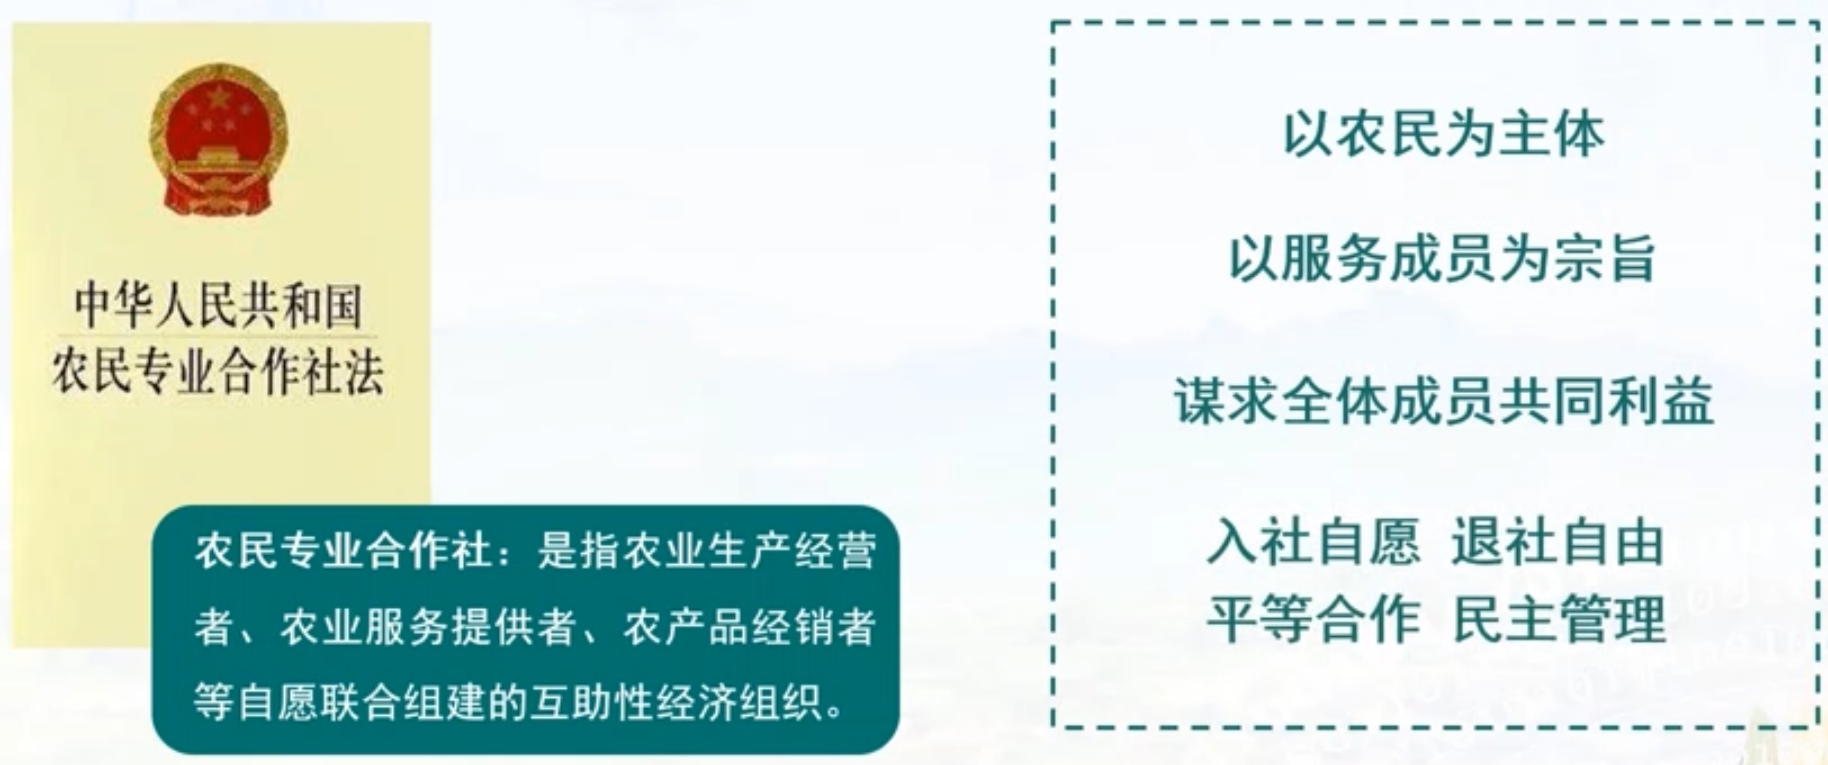 中华人民共和国
农民专业合作社法
农民专业合作社：是指农业生产经营
者、农业服务提供者、农产品经销者
等自愿联合组建的互助性经济组织。
以农民为主体
以服务成员为宗旨
谋求全体成员共同利益
入社自愿 退社自由
平等合作 民主管理